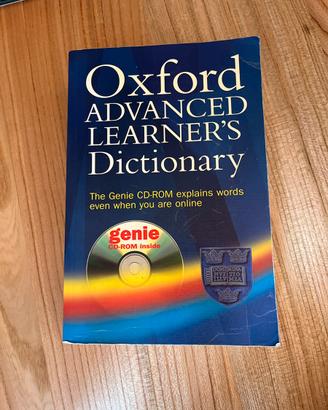 Oxford
ADVANCED
LEARNER'S
Dictionary
The Genie CD-ROM explains words
even when you are online
genie
CD-ROM inside